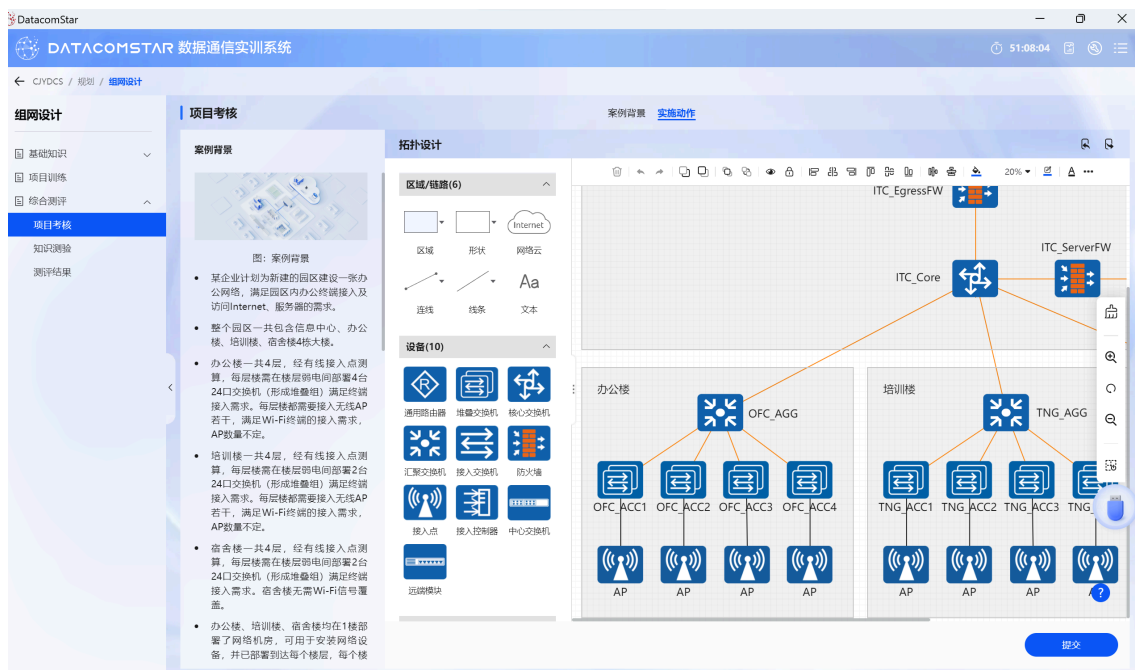 DatacomStar
DATACOMSTAR 数据通信实训系统
51:08:04
CJYDCS / 规划 / 组网设计
组网设计
基础知识
项目训练
综合测评
项目考核
知识测验
测评结果
项目考核
案例背景 实施动作
案例背景
图：案例背景
• 某企业计划为新建的园区建设一张办
公网络，满足园区内办公终端接入及
访问Internet、服务器的需求。
• 整个园区一共包含信息中心、办公
楼、培训楼、宿舍楼4栋大楼。
• 办公楼一共4层，经有线接入点测
算，每层楼需在楼层弱电间部署4台
24口交换机（形成堆叠组）满足终端
接入需求。每层楼都需要接入无线AP
若干，满足Wi-Fi终端的接入需求，
AP数量不定。
• 培训楼一共4层，经有线接入点测
算，每层楼需在楼层弱电间部署2台
24口交换机（形成堆叠组）满足终端
接入需求。每层楼都需要接入无线AP
若干，满足Wi-Fi终端的接入需求，
AP数量不定。
• 宿舍楼一共4层，经有线接入点测
算，每层楼需在楼层弱电间部署2台
24口交换机（形成堆叠组）满足终端
接入需求。宿舍楼无需Wi-Fi信号覆
盖。
• 办公楼、培训楼、宿舍楼均在1楼部
署了网络机房，可用于安装网络设
备，并已部署到达每个楼层，每个楼
拓扑设计
区域/链路(6)
Internet
区域 形状 网络云
Aa
连线 线条 文本
设备(10)
通用路由器 堆叠交换机 核心交换机
汇聚交换机 接入交换机 防火墙
接入点 接入控制器 中心交换机
远端模块
20%
A
ITC_EgressFW
ITC_ServerFW
ITC_Core
办公楼
OFC_AGG
OFC_ACC1 OFC_ACC2 OFC_ACC3 OFC_ACC4
AP AP AP AP
培训楼
TNG_AGG
TNG_ACC1 TNG_ACC2 TNG_ACC3 TNG_
AP AP AP
?
提交